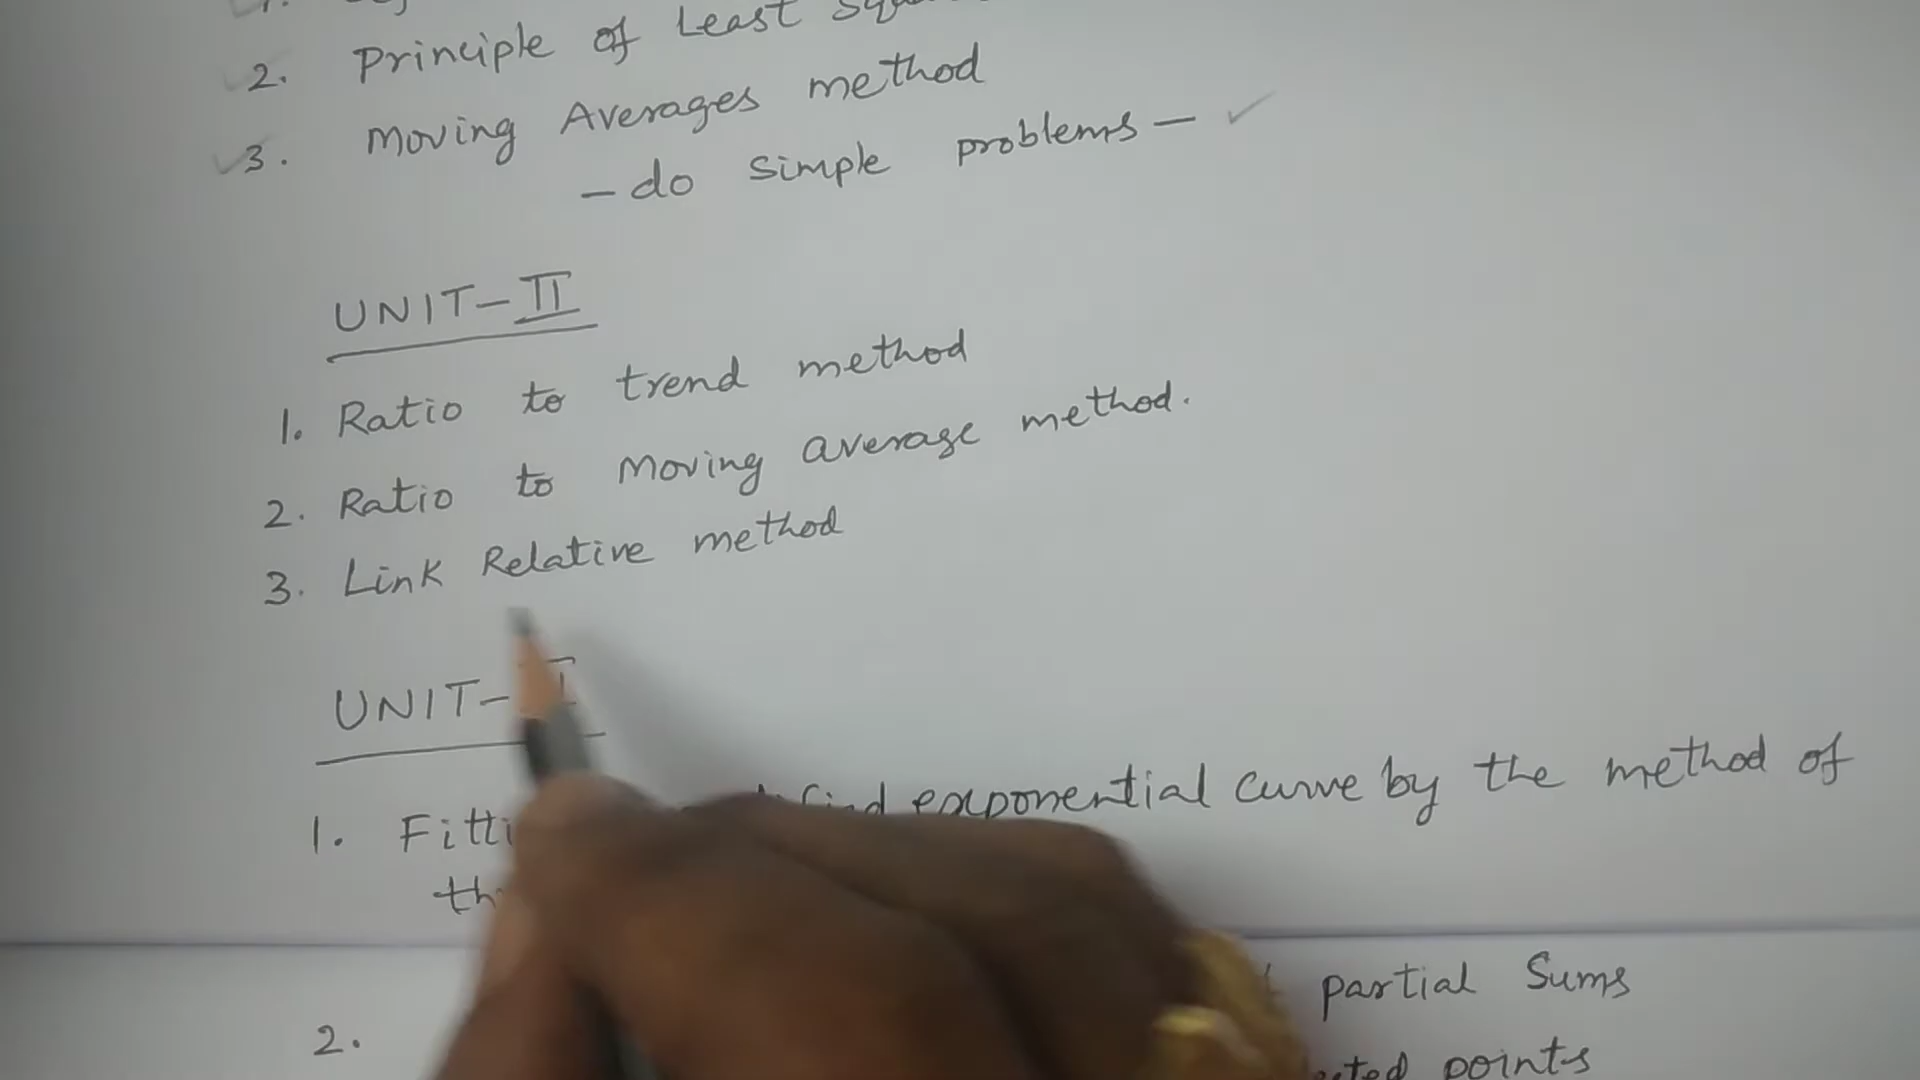 1.
2. Principle of Least
3. Moving Averages method
- do simple problems -
UNIT-II
1. Ratio to trend method
2. Ratio to Moving average method.
3. Link Relative method
UNIT-
1. exponential curve by the method of
partial Sums
2. points